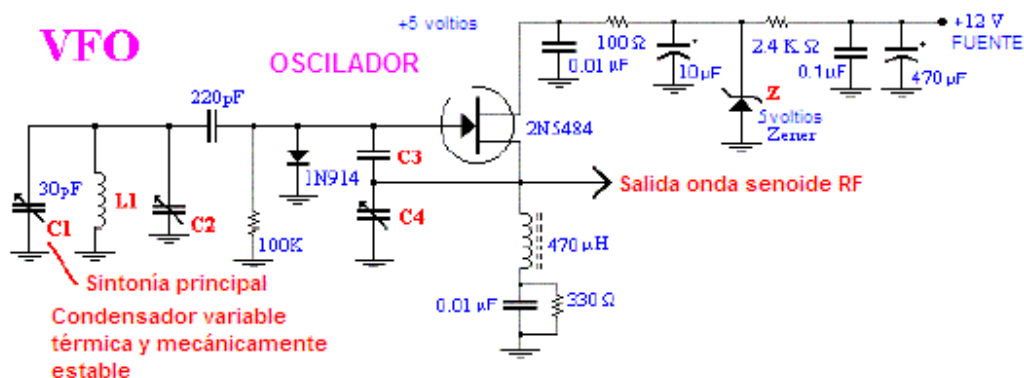 VFO
OSCILADOR
+5 voltios
+12 V
FUENTE
100 Ω
2.4 K Ω
0.01 µF
10µF
0.1µF
470 µF
Z
5voltios
Zener
220pF
2N5484
30pF
C1
L1
C2
1N914
C3
C4
100K
Salida onda senoide RF
470 µH
0.01 µF
330 Ω
Sintonía principal
Condensador variable
térmica y mecánicamente
estable